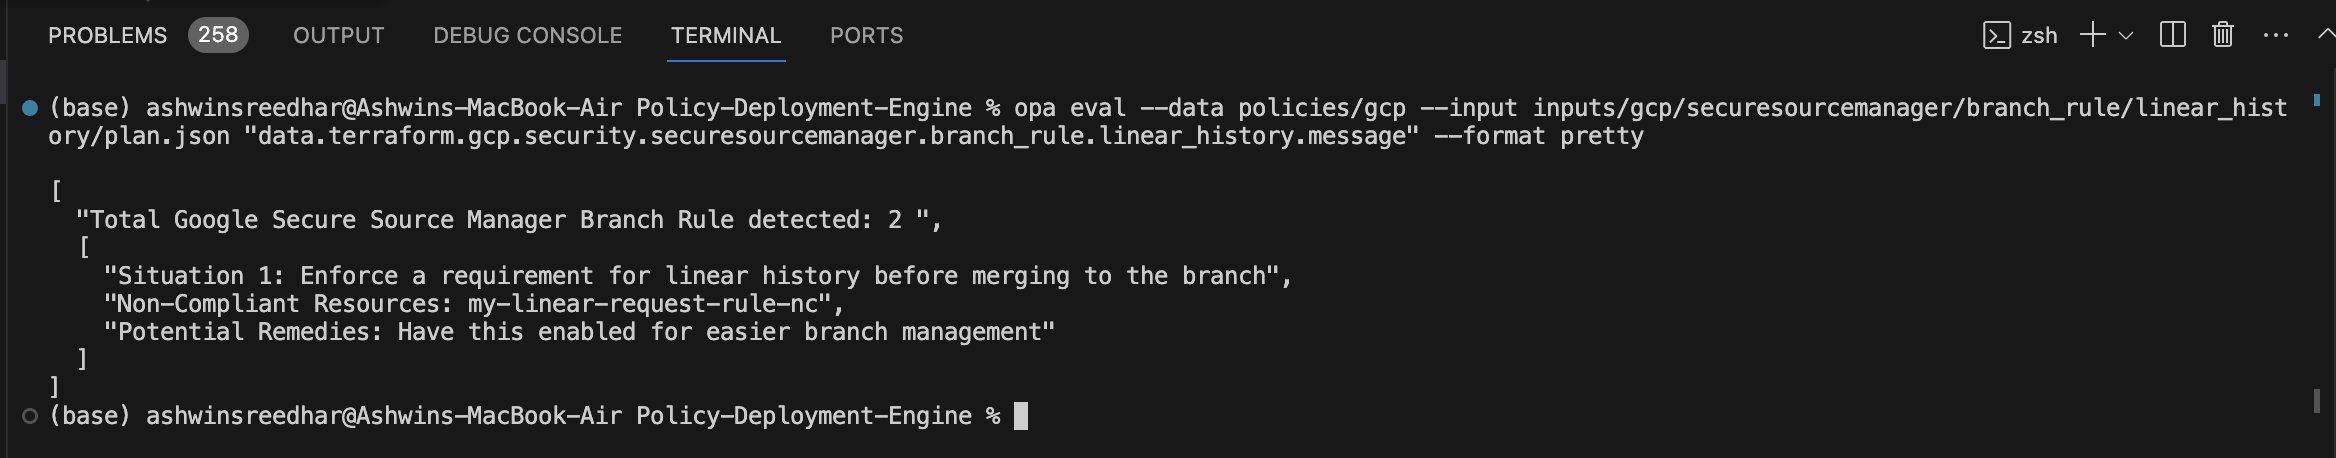 PROBLEMS 258 OUTPUT DEBUG CONSOLE TERMINAL PORTS zsh
(base) ashwinsreedhar@Ashwins-MacBook-Air Policy-Deployment-Engine % opa eval --data policies/gcp --input inputs/gcp/securesourcemanager/branch_rule/linear_hist
ory/plan.json "data.terraform.gcp.security.securesourcemanager.branch_rule.linear_history.message" --format pretty
[
"Total Google Secure Source Manager Branch Rule detected: 2 ",
[
"Situation 1: Enforce a requirement for linear history before merging to the branch",
"Non-Compliant Resources: my-linear-request-rule-nc",
"Potential Remedies: Have this enabled for easier branch management"
]
]
(base) ashwinsreedhar@Ashwins-MacBook-Air Policy-Deployment-Engine %